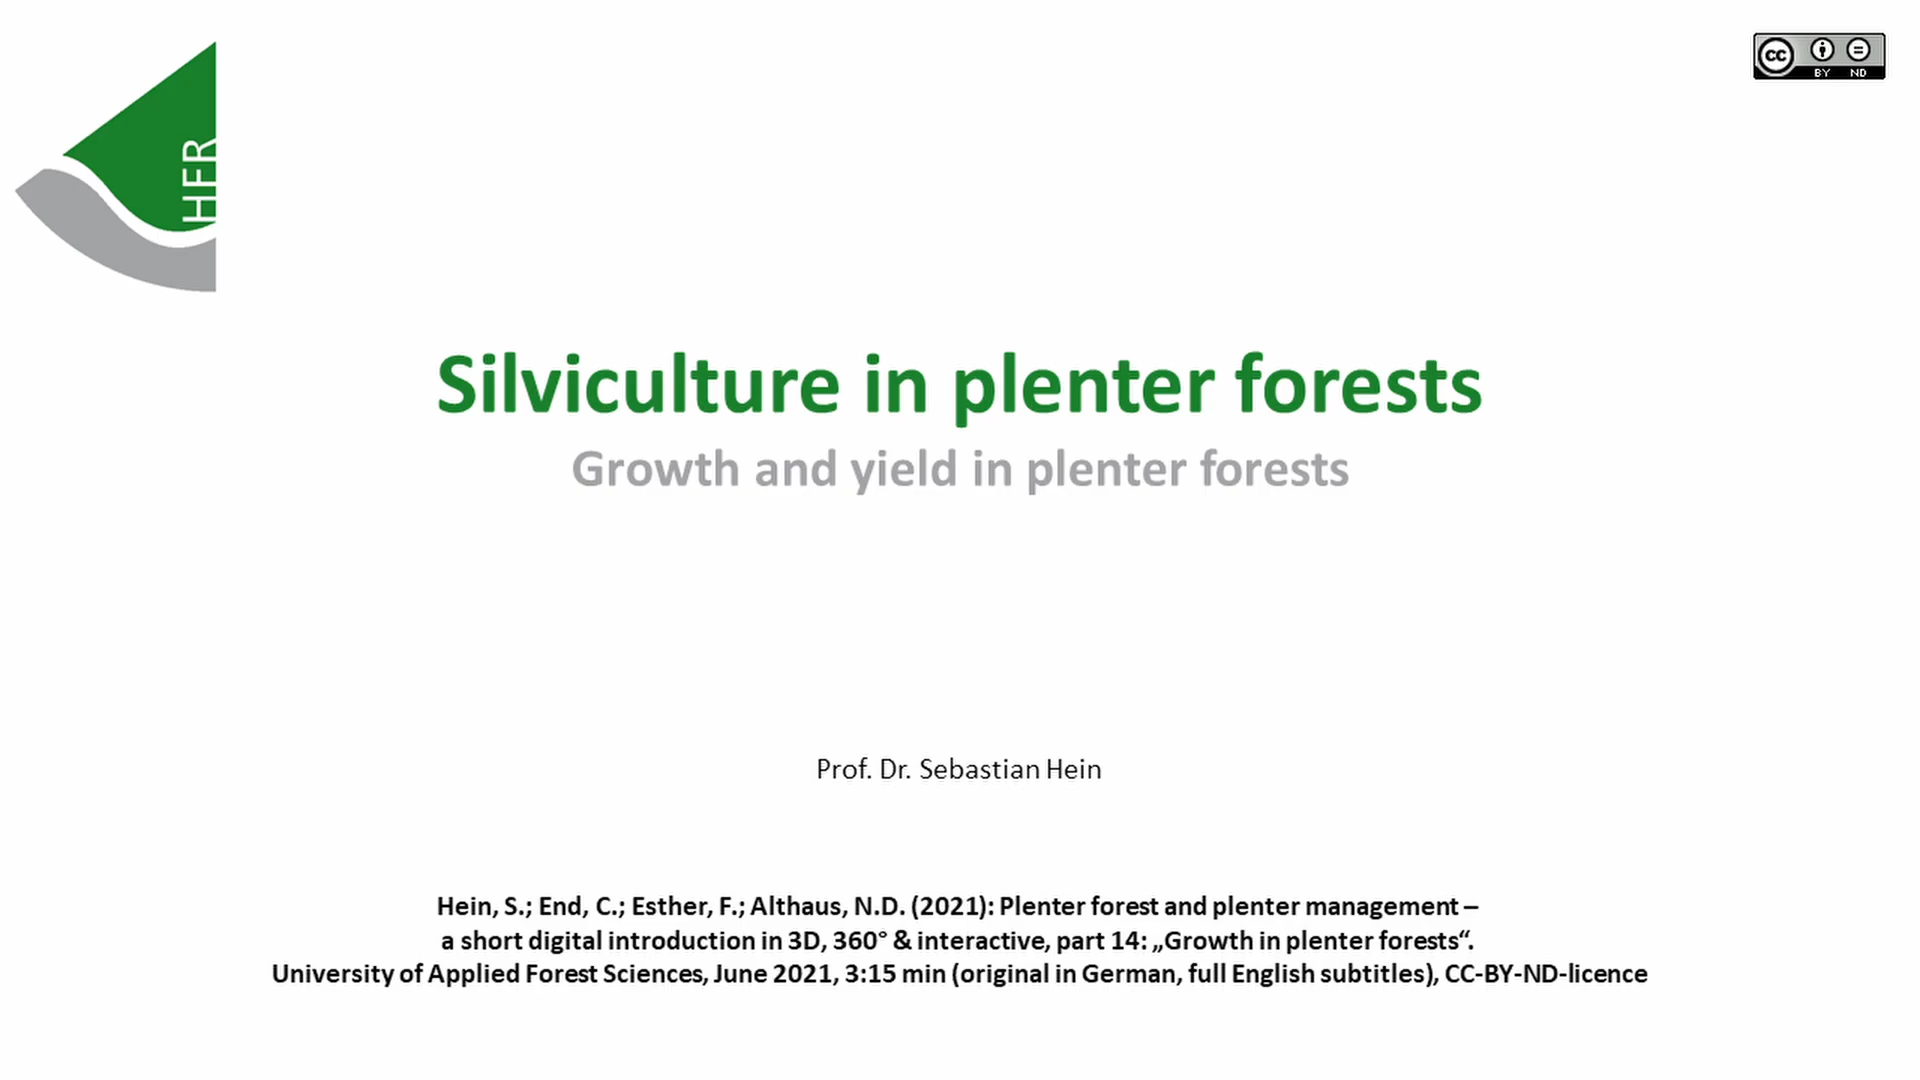 HFR
CC BY ND
Silviculture in plenter forests
Growth and yield in plenter forests
Prof. Dr. Sebastian Hein
Hein, S.; End, C.; Esther, F.; Althaus, N.D. (2021): Plenter forest and plenter management –
a short digital introduction in 3D, 360° & interactive, part 14: „Growth in plenter forests“.
University of Applied Forest Sciences, June 2021, 3:15 min (original in German, full English subtitles), CC-BY-ND-licence